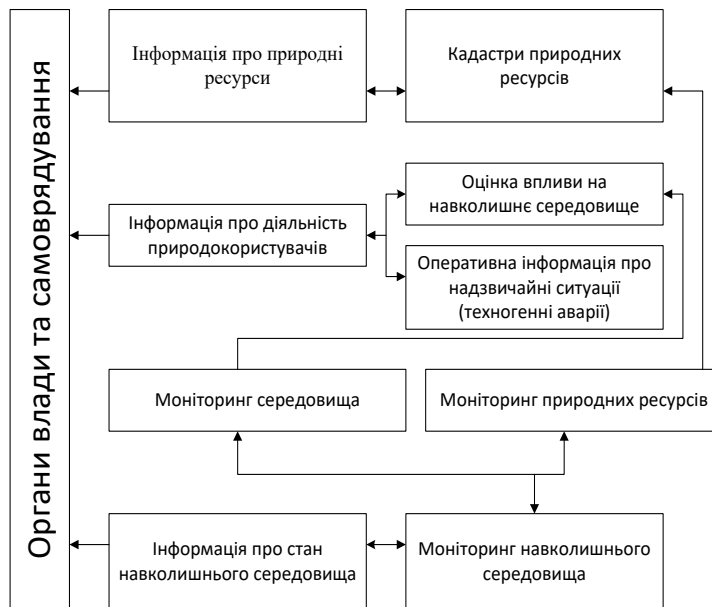 Органи влади та самоврядування
Інформація про природні
ресурси
Кадастри природних
ресурсів
Інформація про діяльність
природокористувачів
Оцінка впливи на
навколишнє середовище
Оперативна інформація про
надзвичайні ситуації
(техногенні аварії)
Моніторинг середовища
Моніторинг природних ресурсів
Інформація про стан
навколишнього середовища
Моніторинг навколишнього
середовища